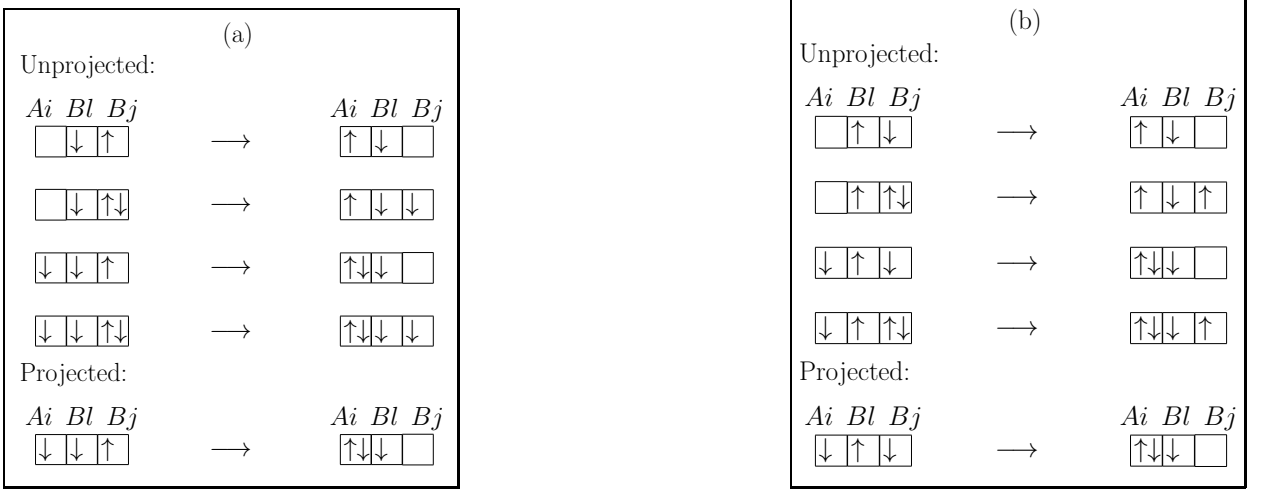 (a)
Unprojected:
Ai Bl Bj Ai Bl Bj
↓ ↑ ⟶ ↑ ↓
↓ ↑↓ ⟶ ↑ ↓ ↓
↓ ↓ ↑ ⟶ ↑↓ ↓
↓ ↓ ↑↓ ⟶ ↑↓ ↓ ↓
Projected:
Ai Bl Bj Ai Bl Bj
↓ ↓ ↑ ⟶ ↑↓ ↓
(b)
Unprojected:
Ai Bl Bj Ai Bl Bj
↑ ↓ ⟶ ↑ ↓
↑ ↑↓ ⟶ ↑ ↓ ↑
↓ ↑ ↓ ⟶ ↑↓ ↓
↓ ↑ ↑↓ ⟶ ↑↓ ↓ ↑
Projected:
Ai Bl Bj Ai Bl Bj
↓ ↑ ↓ ⟶ ↑↓ ↓